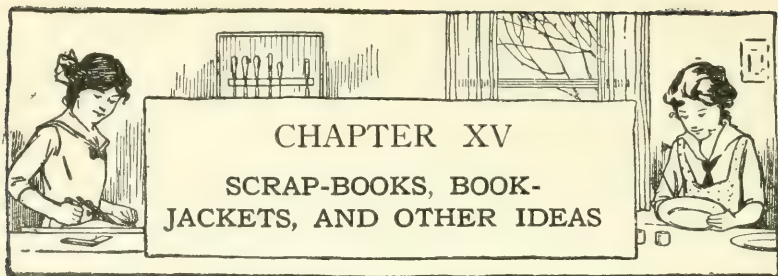 CHAPTER XV
SCRAP-BOOKS, BOOK-
JACKETS, AND OTHER IDEAS